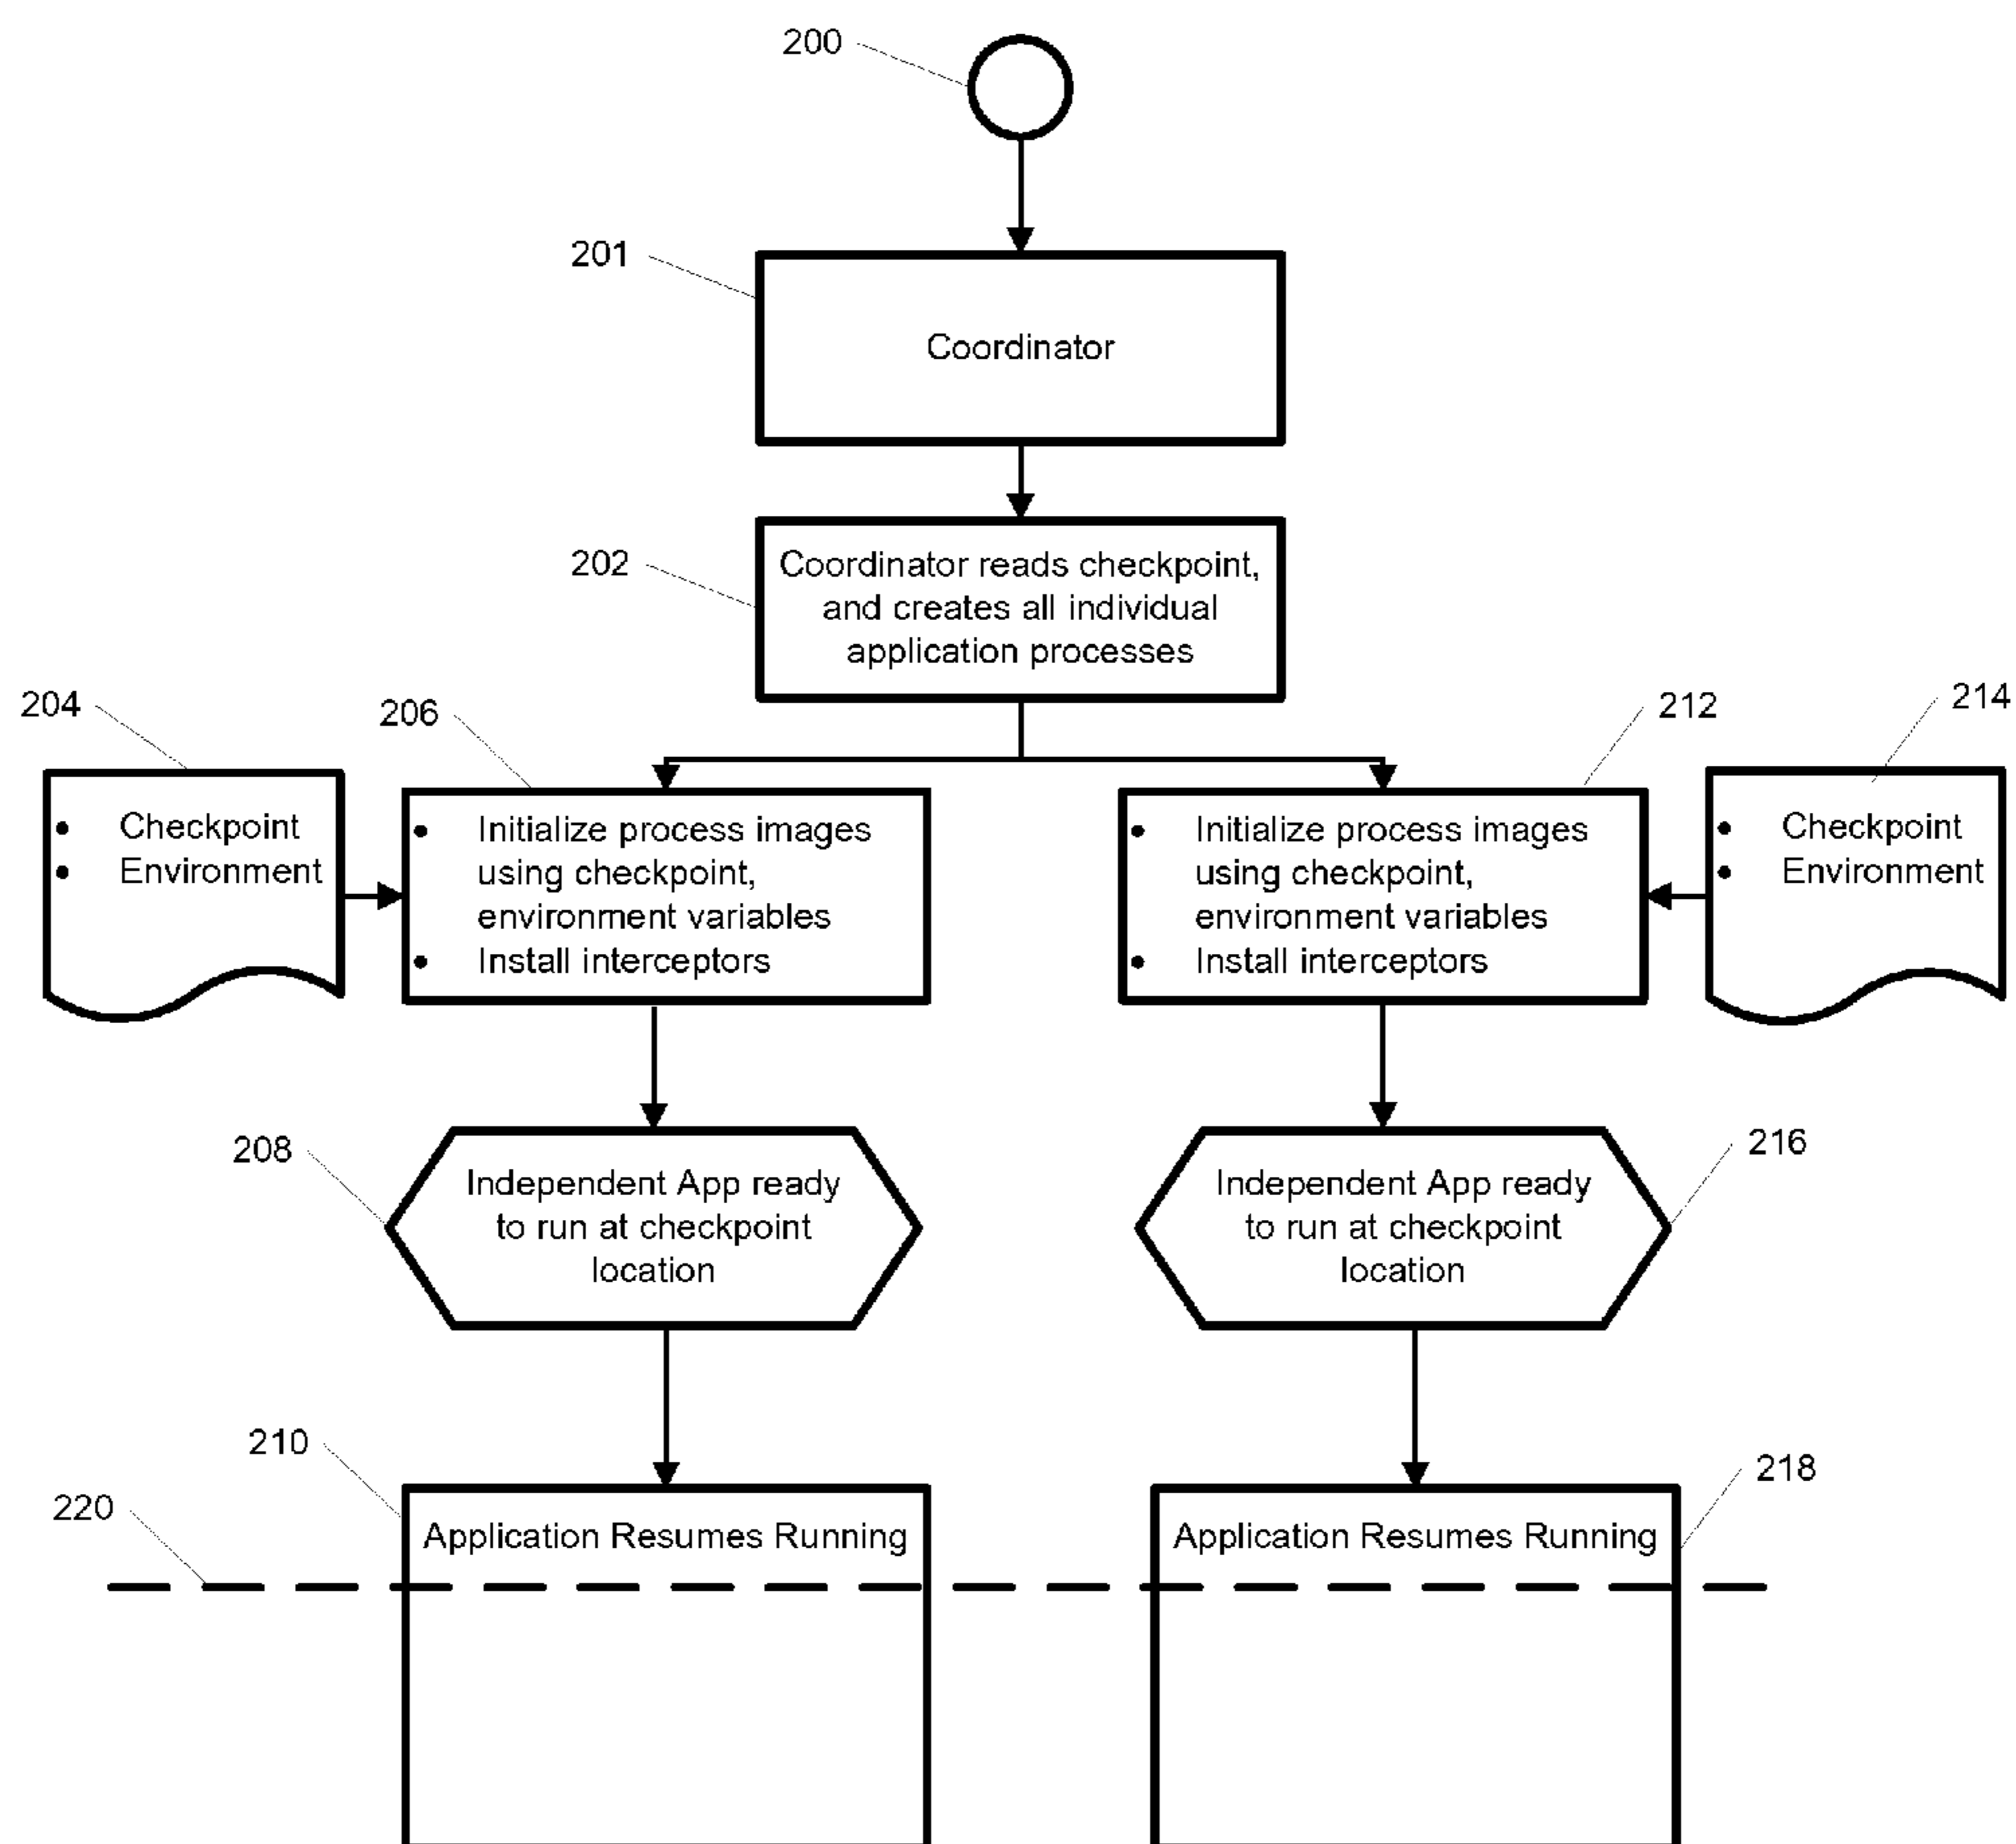 200
201
Coordinator
202
Coordinator reads checkpoint,
and creates all individual
application processes
204
206
212
214
• Checkpoint
• Environment
• Initialize process images
using checkpoint,
environment variables
• Install interceptors
• Initialize process images
using checkpoint,
environment variables
• Install interceptors
• Checkpoint
• Environment
208
Independent App ready
to run at checkpoint
location
Independent App ready
to run at checkpoint
location
216
210
Application Resumes Running
Application Resumes Running
218
220